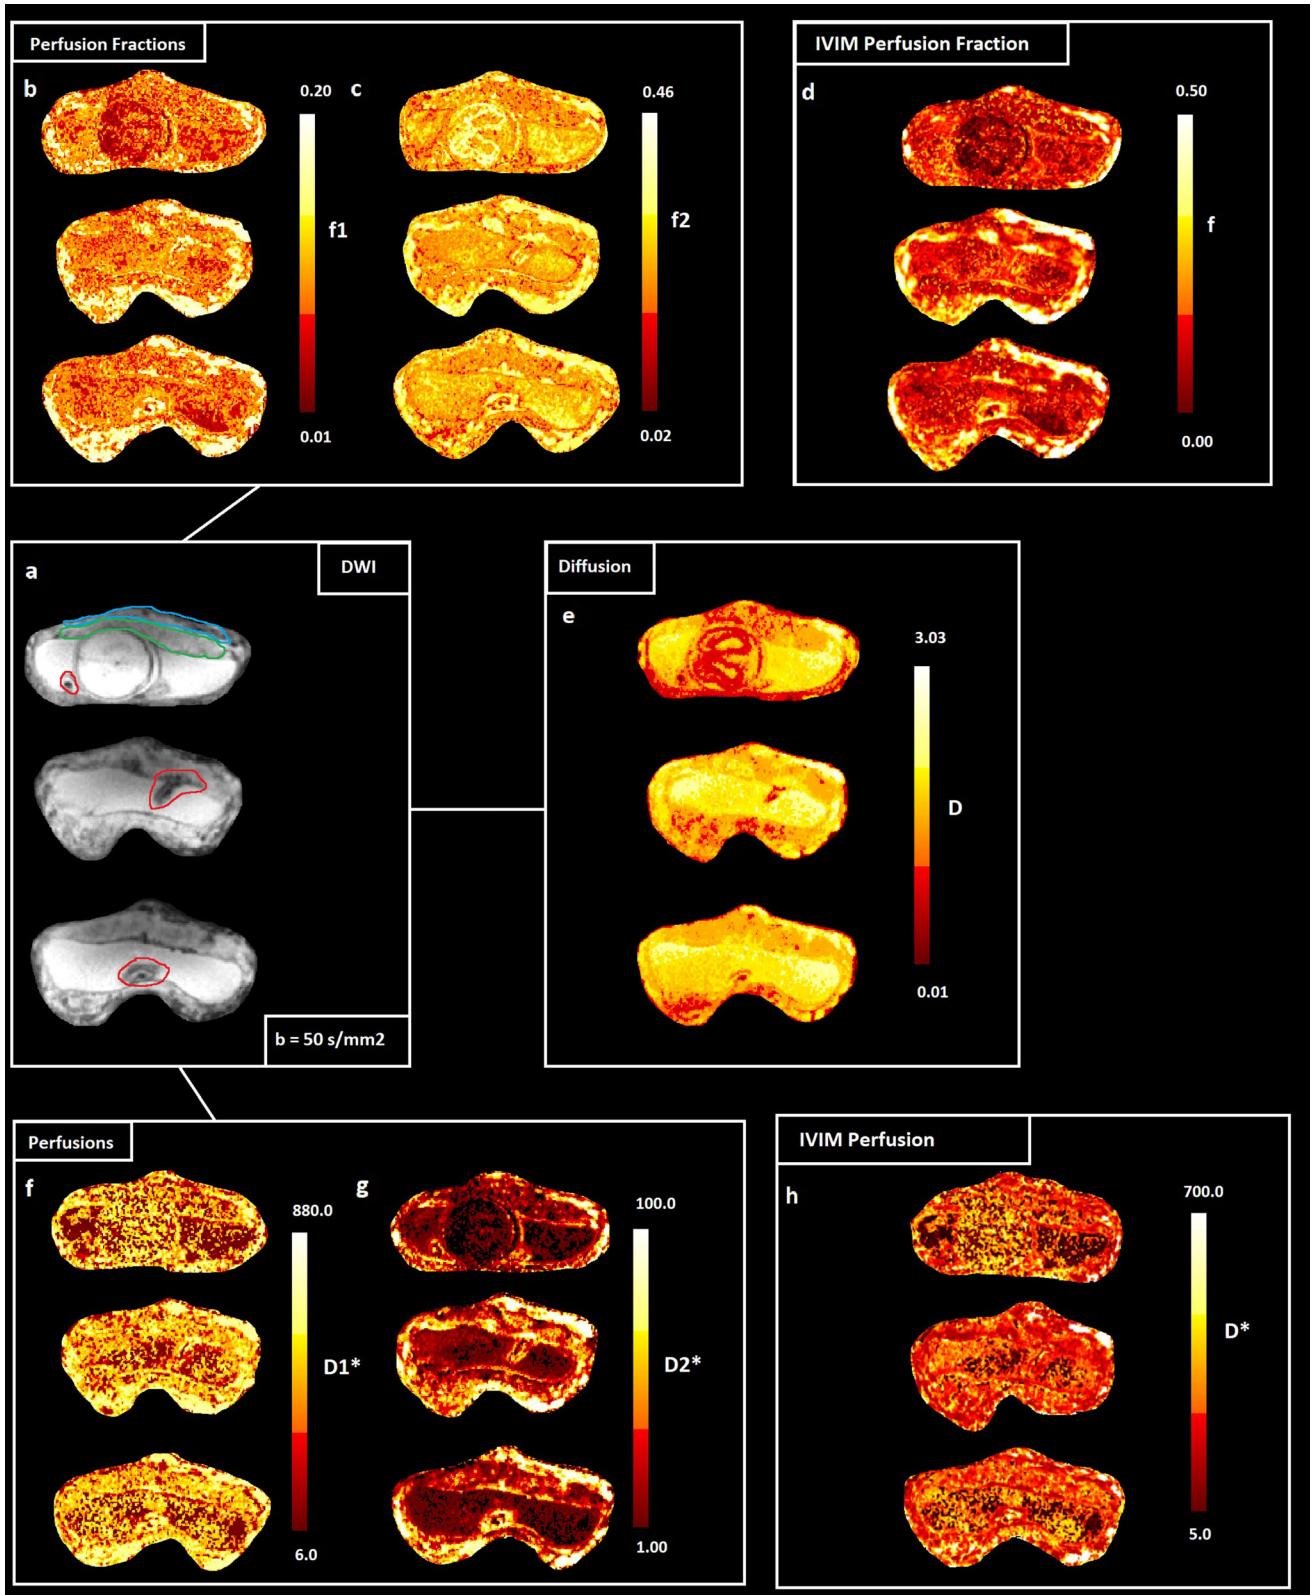 Perfusion Fractions
b
c
0.20
f1
0.01
0.46
f2
0.02
IVIM Perfusion Fraction
d
0.50
f
0.00
a
DWI
b = 50 s/mm2
Diffusion
e
3.03
D
0.01
Perfusions
f
g
880.0
D1*
6.0
100.0
D2*
1.00
IVIM Perfusion
h
700.0
D*
5.0